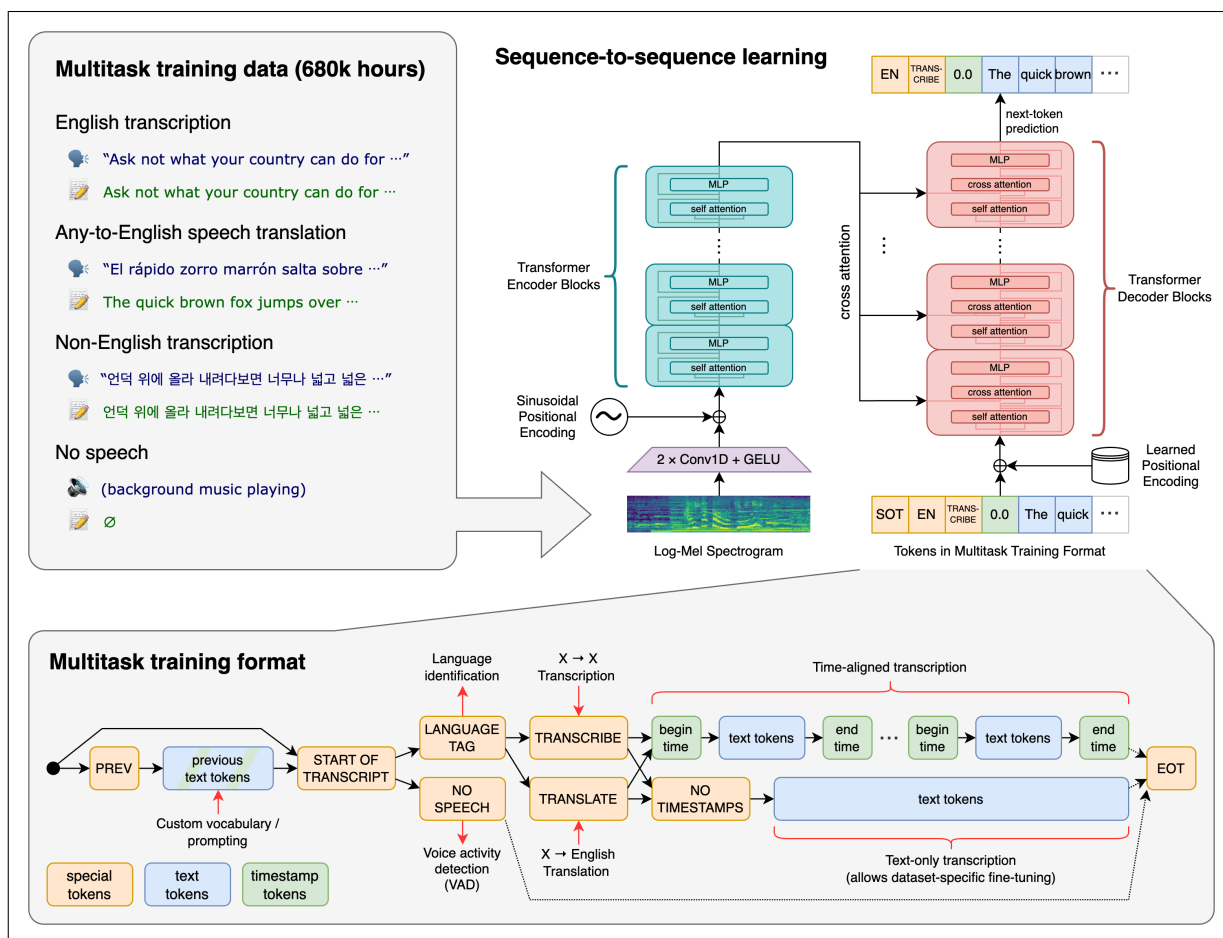 Multitask training data (680k hours)
English transcription
“Ask not what your country can do for ⋯”
Ask not what your country can do for ⋯
Any-to-English speech translation
“El rápido zorro marrón salta sobre ⋯”
The quick brown fox jumps over ⋯
Non-English transcription
“언덕 위에 올라 내려다보면 너무나 넓고 넓은 ⋯”
언덕 위에 올라 내려다보면 너무나 넓고 넓은 ⋯
No speech
(background music playing)
∅
Sequence-to-sequence learning
EN
TRANS-
CRIBE
0.0
The
quick
brown
⋯
next-token
prediction
MLP
self attention
⋮
MLP
self attention
MLP
self attention
Transformer
Encoder Blocks
Sinusoidal
Positional
Encoding
2 × Conv1D + GELU
Log-Mel Spectrogram
cross attention
⋮
MLP
cross attention
self attention
⋮
MLP
cross attention
self attention
MLP
cross attention
self attention
Transformer
Decoder Blocks
Learned
Positional
Encoding
SOT
EN
TRANS-
CRIBE
0.0
The
quick
⋯
Tokens in Multitask Training Format
Multitask training format
Language
identification
X → X
Transcription
Time-aligned transcription
PREV
previous
text tokens
START OF
TRANSCRIPT
LANGUAGE
TAG
NO
SPEECH
TRANSCRIBE
TRANSLATE
begin
time
text tokens
end
time
⋯
begin
time
text tokens
end
time
NO
TIMESTAMPS
text tokens
EOT
Custom vocabulary /
prompting
Voice activity
detection
(VAD)
X → English
Translation
Text-only transcription
(allows dataset-specific fine-tuning)
special
tokens
text
tokens
timestamp
tokens